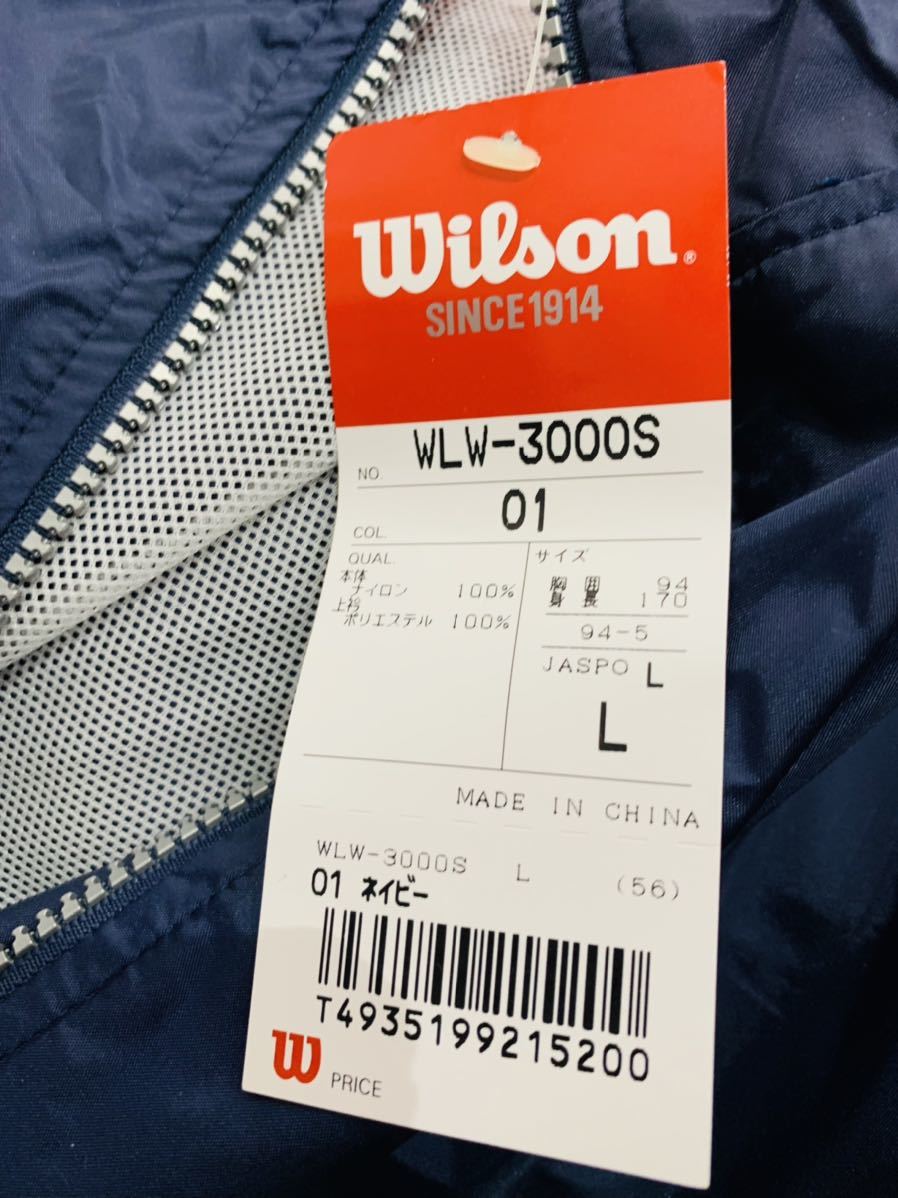 Wilson®
SINCE 1914
NO. WLW-3000S
COL. 01
QUAL.
本体
ナイロン 100%
上衿
ポリエステル 100%
サイズ
胸囲 94
身長 170
94-5
JASPO L
L
MADE IN CHINA
WLW-3000S L (56)
01 ネイビー
T4935199215200
W PRICE